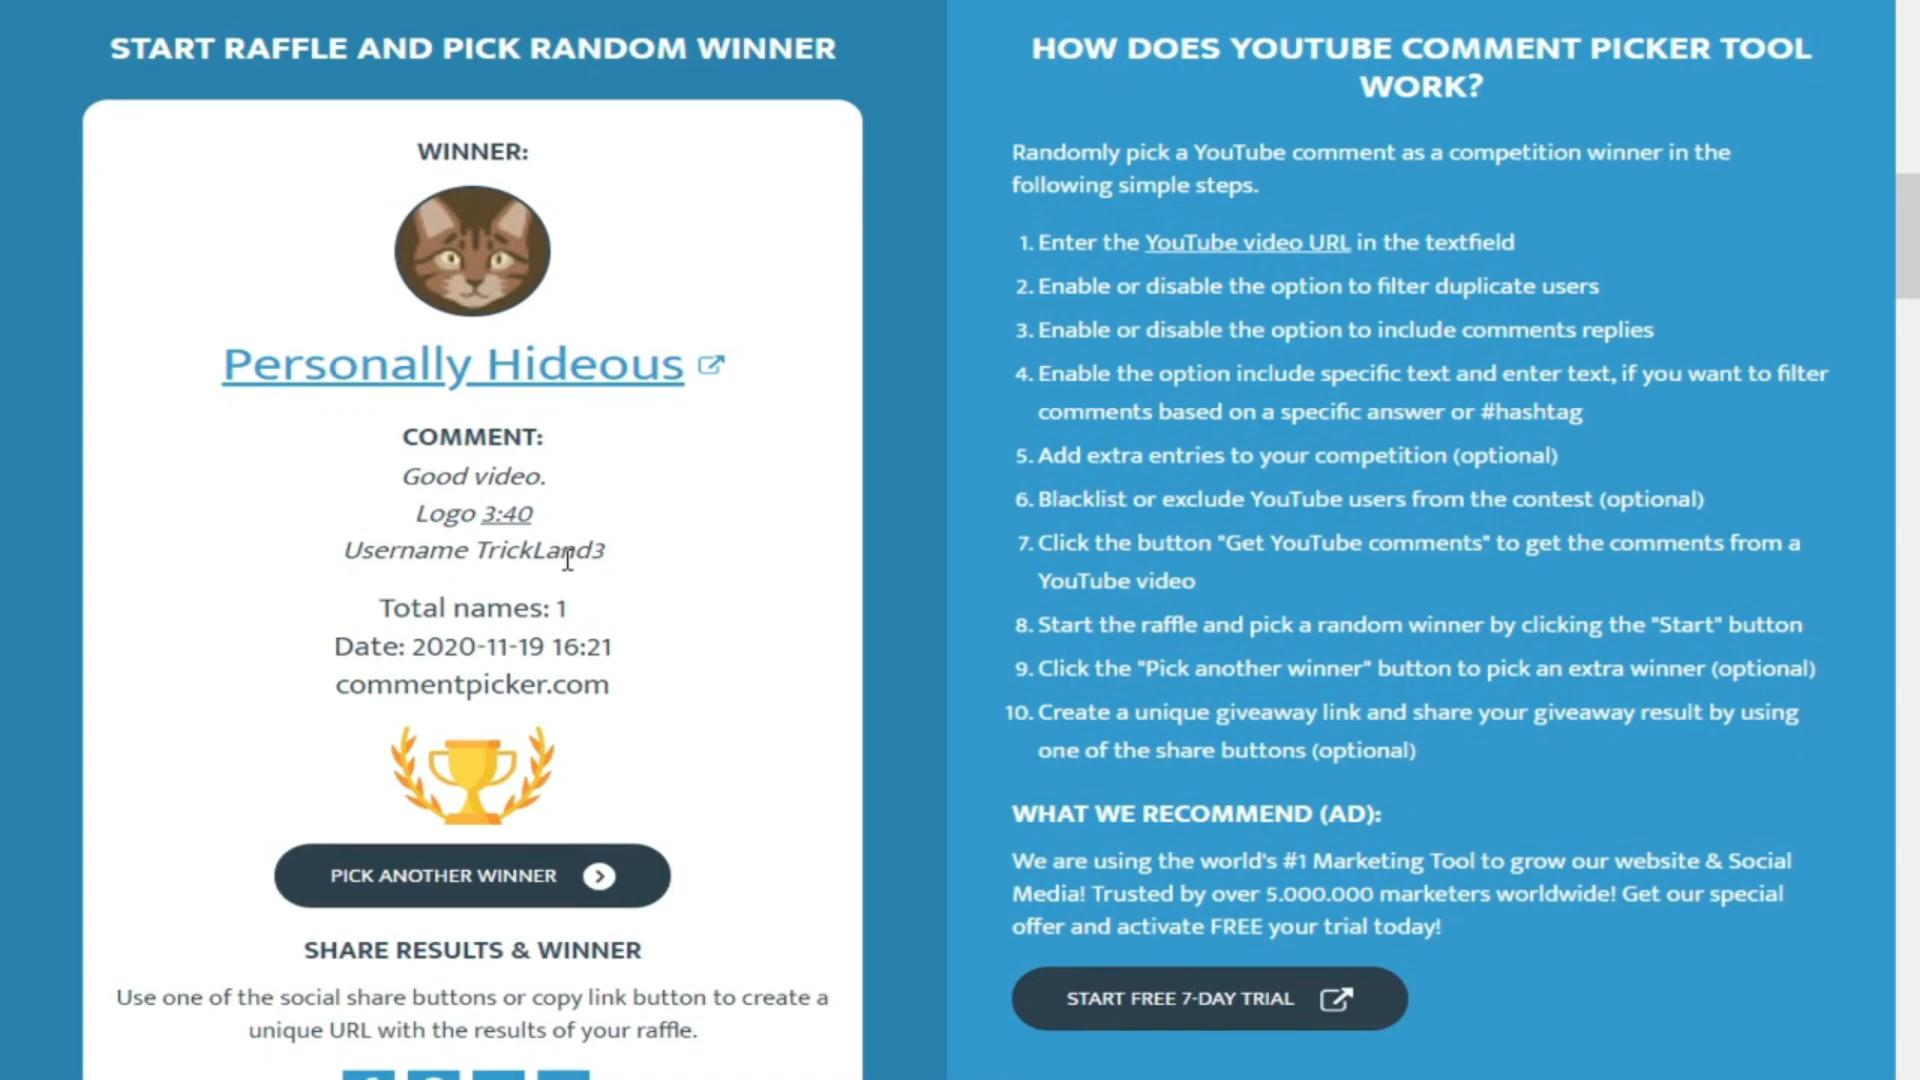 START RAFFLE AND PICK RANDOM WINNER
WINNER:
Personally Hideous
COMMENT:
Good video.
Logo 3:40
Username TrickLand3
Total names: 1
Date: 2020-11-19 16:21
commentpicker.com
PICK ANOTHER WINNER
SHARE RESULTS & WINNER
Use one of the social share buttons or copy link button to create a
unique URL with the results of your raffle.
HOW DOES YOUTUBE COMMENT PICKER TOOL
WORK?
Randomly pick a YouTube comment as a competition winner in the
following simple steps.
1. Enter the YouTube video URL in the textfield
2. Enable or disable the option to filter duplicate users
3. Enable or disable the option to include comments replies
4. Enable the option include specific text and enter text, if you want to filter
comments based on a specific answer or #hashtag
5. Add extra entries to your competition (optional)
6. Blacklist or exclude YouTube users from the contest (optional)
7. Click the button "Get YouTube comments" to get the comments from a
YouTube video
8. Start the raffle and pick a random winner by clicking the "Start" button
9. Click the "Pick another winner" button to pick an extra winner (optional)
10. Create a unique giveaway link and share your giveaway result by using
one of the share buttons (optional)
WHAT WE RECOMMEND (AD):
We are using the world's #1 Marketing Tool to grow our website & Social
Media! Trusted by over 5.000.000 marketers worldwide! Get our special
offer and activate FREE your trial today!
START FREE 7-DAY TRIAL